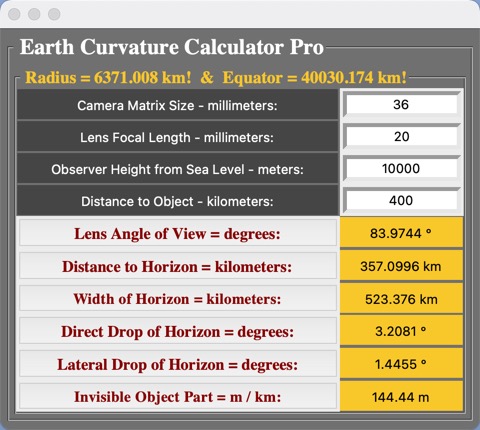 Earth Curvature Calculator Pro
Radius = 6371.008 km!  &  Equator = 40030.174 km!
Camera Matrix Size - millimeters: 36
Lens Focal Length - millimeters: 20
Observer Height from Sea Level - meters: 10000
Distance to Object - kilometers: 400
Lens Angle of View = degrees: 83.9744 °
Distance to Horizon = kilometers: 357.0996 km
Width of Horizon = kilometers: 523.376 km
Direct Drop of Horizon = degrees: 3.2081 °
Lateral Drop of Horizon = degrees: 1.4455 °
Invisible Object Part = m / km: 144.44 m